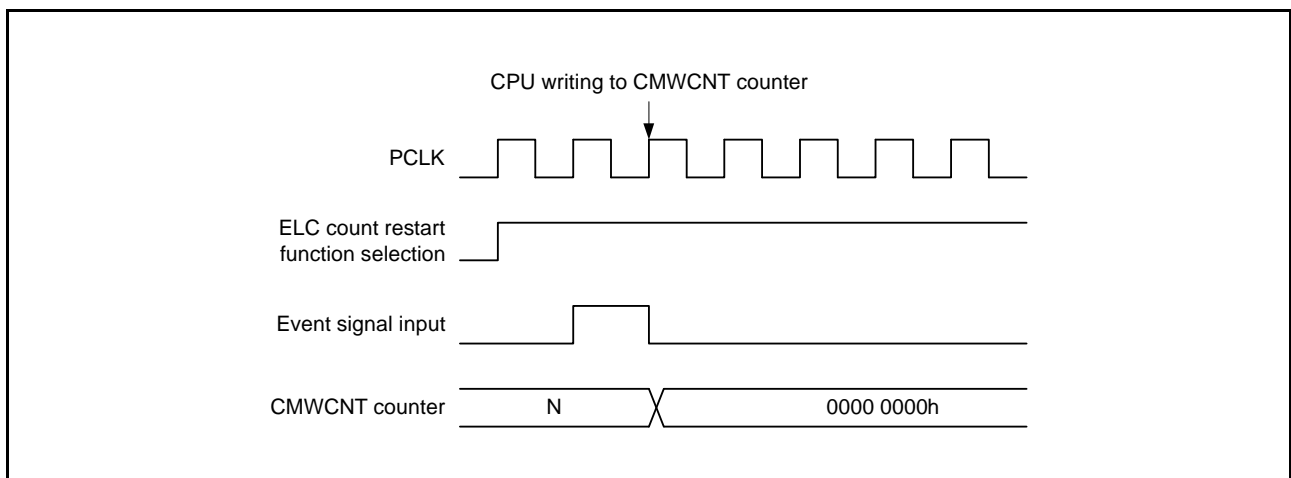 CPU writing to CMWCNT counter
PCLK
ELC count restart
function selection
Event signal input
CMWCNT counter
N
0000 0000h